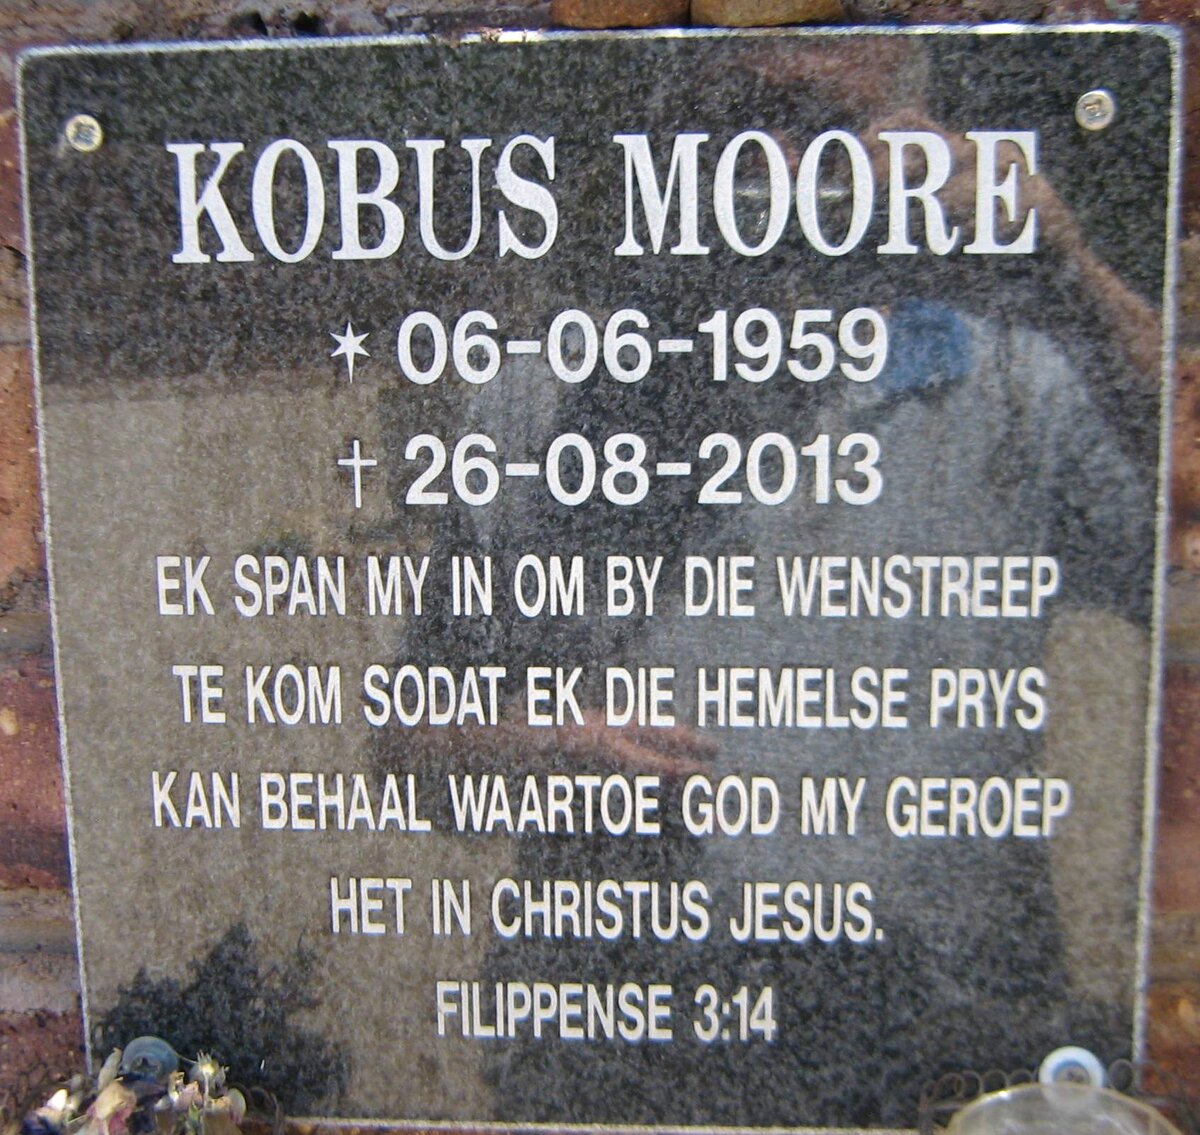 KOBUS MOORE
* 06-06-1959
† 26-08-2013
EK SPAN MY IN OM BY DIE WENSTREEP
TE KOM SODAT EK DIE HEMELSE PRYS
KAN BEHAAL WAARTOE GOD MY GEROEP
HET IN CHRISTUS JESUS.
FILIPPENSE 3:14